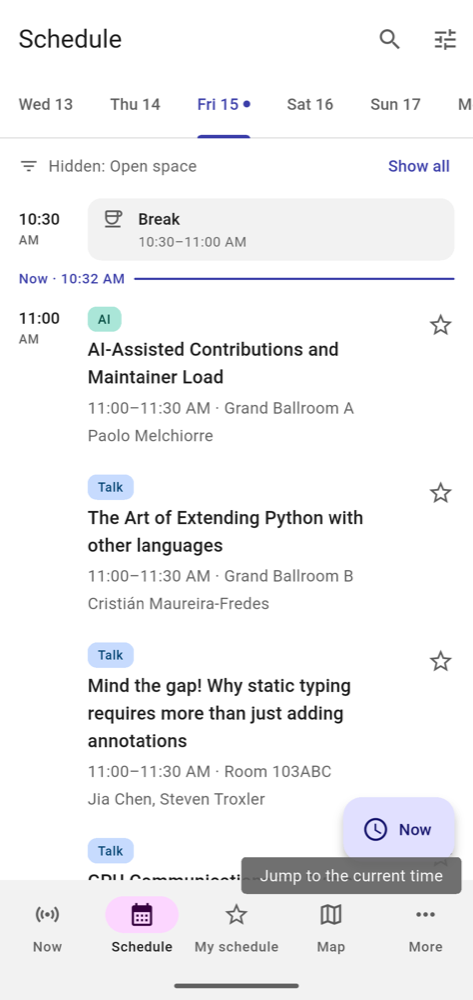 Schedule
Wed 13
Thu 14
Fri 15
Sat 16
Sun 17
M
Hidden: Open space
Show all
10:30
AM
Break
10:30–11:00 AM
Now · 10:32 AM
11:00
AM
AI
AI-Assisted Contributions and
Maintainer Load
11:00–11:30 AM · Grand Ballroom A
Paolo Melchiorre
Talk
The Art of Extending Python with
other languages
11:00–11:30 AM · Grand Ballroom B
Cristián Maureira-Fredes
Talk
Mind the gap! Why static typing
requires more than just adding
annotations
11:00–11:30 AM · Room 103ABC
Jia Chen, Steven Troxler
Now
Talk
Jump to the current time
Now
Schedule
My schedule
Map
More